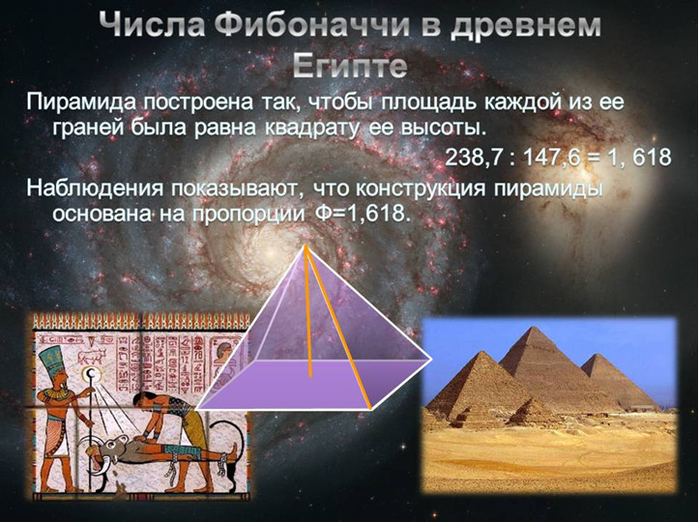 Числа Фибоначчи в древнем
Египте
Пирамида построена так, чтобы площадь каждой из ее
граней была равна квадрату ее высоты.
238,7 : 147,6 = 1, 618
Наблюдения показывают, что конструкция пирамиды
основана на пропорции Ф=1,618.